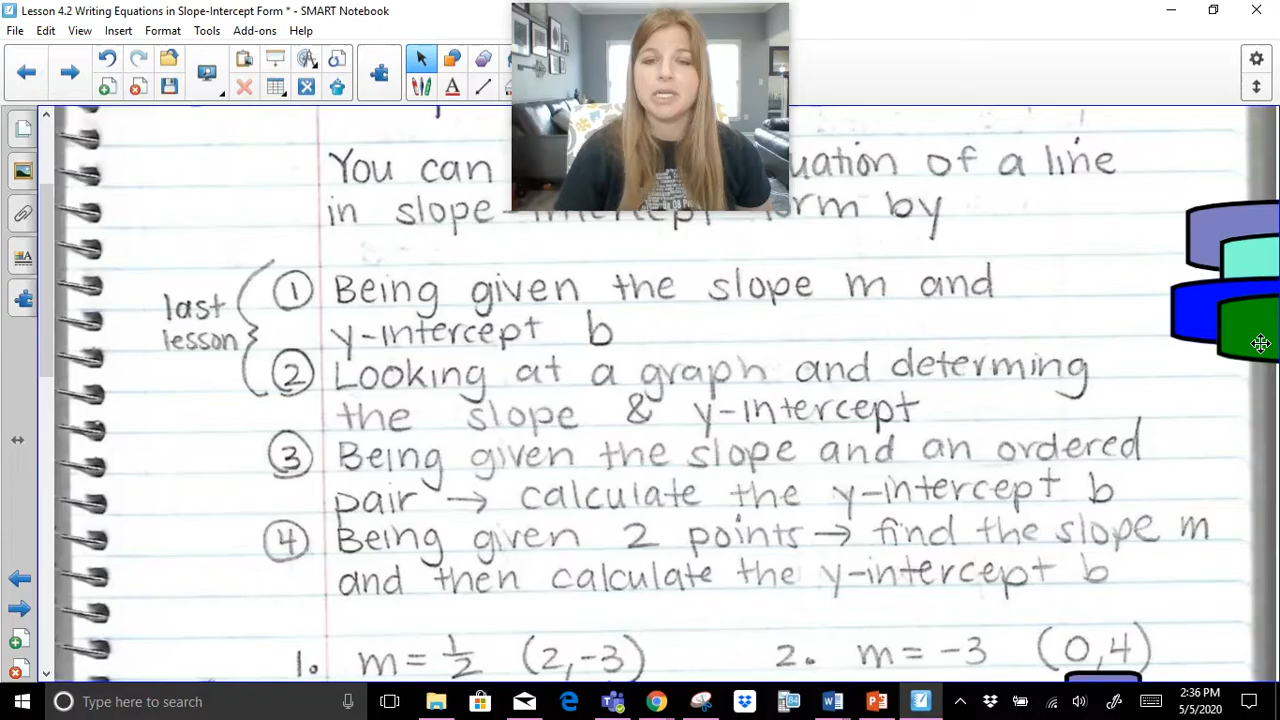 Lesson 4.2 Writing Equations in Slope-Intercept Form * - SMART Notebook
File Edit View Insert Format Tools Add-ons Help
You can uation of a line
in slope-intercept form by
last lesson
1 Being given the slope m and
y-intercept b
2 Looking at a graph and determining
the slope & y-intercept
3 Being given the slope and an ordered
pair → calculate the y-intercept b
4 Being given 2 points → find the slope m
and then calculate the y-intercept b
1. m = 1/2 (2,-3) 2. m = -3 (0,4)
Type here to search
2:36 PM
5/5/2020